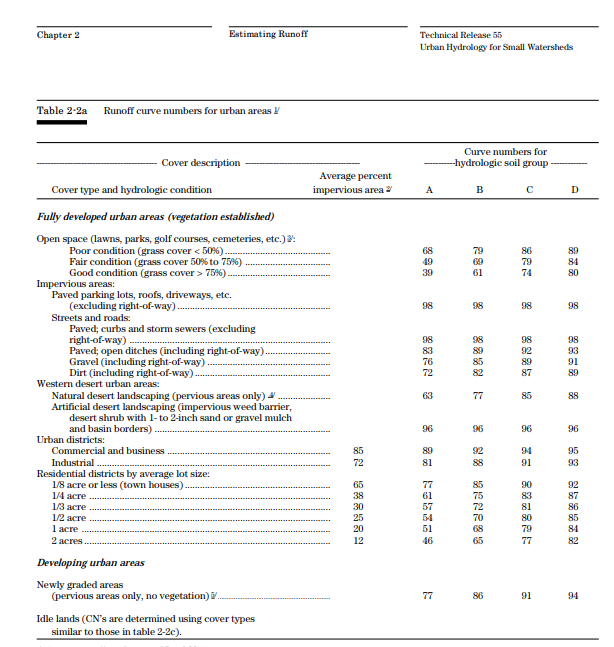 Chapter 2 Estimating Runoff Technical Release 55
Urban Hydrology for Small Watersheds
Table 2-2a Runoff curve numbers for urban areas 1/
Curve numbers for
Cover description hydrologic soil group
Average percent
Cover type and hydrologic condition impervious area 2/ A B C D
Fully developed urban areas (vegetation established)
Open space (lawns, parks, golf courses, cemeteries, etc.) 3/:
Poor condition (grass cover < 50%) 68 79 86 89
Fair condition (grass cover 50% to 75%) 49 69 79 84
Good condition (grass cover > 75%) 39 61 74 80
Impervious areas:
Paved parking lots, roofs, driveways, etc.
(excluding right-of-way) 98 98 98 98
Streets and roads:
Paved; curbs and storm sewers (excluding
right-of-way) 98 98 98 98
Paved; open ditches (including right-of-way) 83 89 92 93
Gravel (including right-of-way) 76 85 89 91
Dirt (including right-of-way) 72 82 87 89
Western desert urban areas:
Natural desert landscaping (pervious areas only) 4/ 63 77 85 88
Artificial desert landscaping (impervious weed barrier,
desert shrub with 1- to 2-inch sand or gravel mulch
and basin borders) 96 96 96 96
Urban districts:
Commercial and business 85 89 92 94 95
Industrial 72 81 88 91 93
Residential districts by average lot size:
1/8 acre or less (town houses) 65 77 85 90 92
1/4 acre 38 61 75 83 87
1/3 acre 30 57 72 81 86
1/2 acre 25 54 70 80 85
1 acre 20 51 68 79 84
2 acres 12 46 65 77 82
Developing urban areas
Newly graded areas
(pervious areas only, no vegetation) 77 86 91 94
Idle lands (CN's are determined using cover types
similar to those in table 2-2c).